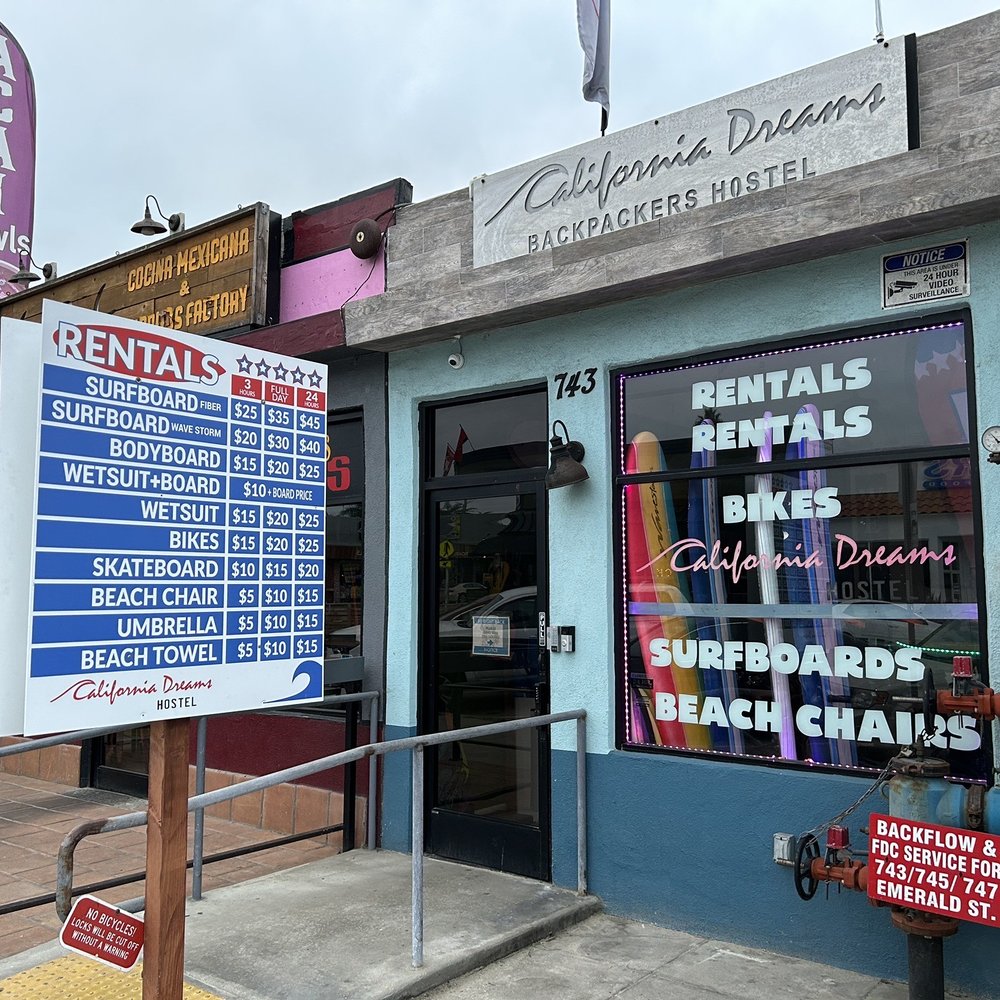 ACAI
wls
COCINA MEXICANA
&
FACTORY
California Dreams
BACKPACKERS HOSTEL
NOTICE
THIS AREA IS UNDER
24 HOUR
VIDEO
SURVEILLANCE
743
RENTALS
3 HOURS FULL DAY 24 HOURS
SURFBOARD FIBER $25 $35 $45
SURFBOARD WAVE STORM $20 $30 $40
BODYBOARD $15 $20 $25
WETSUIT+BOARD $10 + BOARD PRICE
WETSUIT $15 $20 $25
BIKES $15 $20 $25
SKATEBOARD $10 $15 $20
BEACH CHAIR $5 $10 $15
UMBRELLA $5 $10 $15
BEACH TOWEL $5 $10 $15
California Dreams
HOSTEL
RENTALS
RENTALS
BIKES
California Dreams
HOSTEL
SURFBOARDS
BEACH CHAIRS
PULL
NO BICYCLES!
LOCKS WILL BE CUT OFF
WITHOUT A WARNING
BACKFLOW &
FDC SERVICE FOR
743/745/ 747
EMERALD ST.